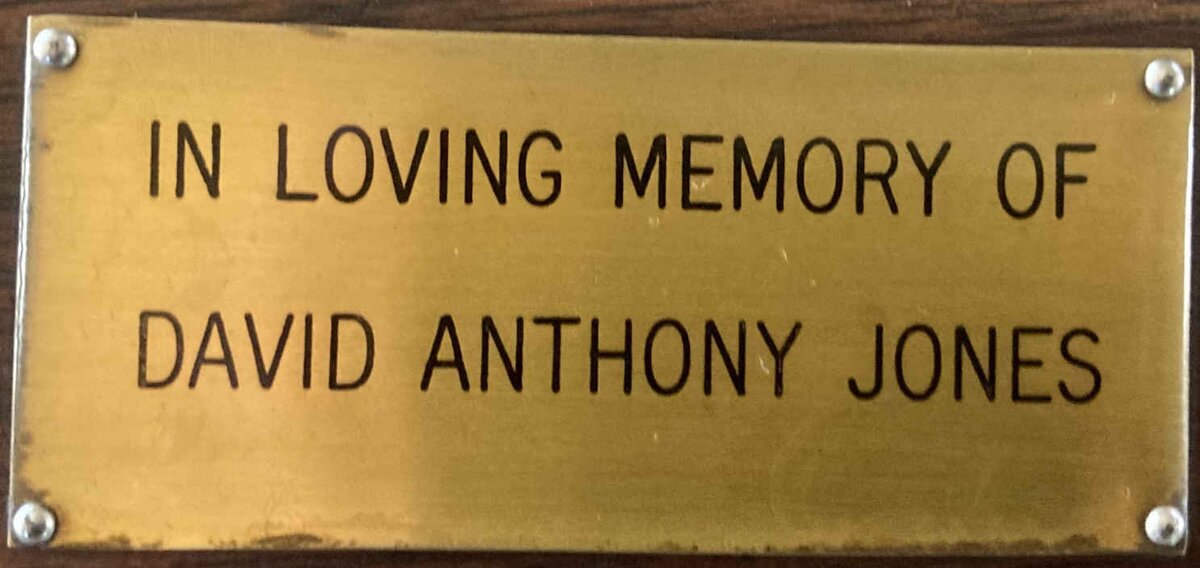 IN LOVING MEMORY OF
DAVID ANTHONY JONES